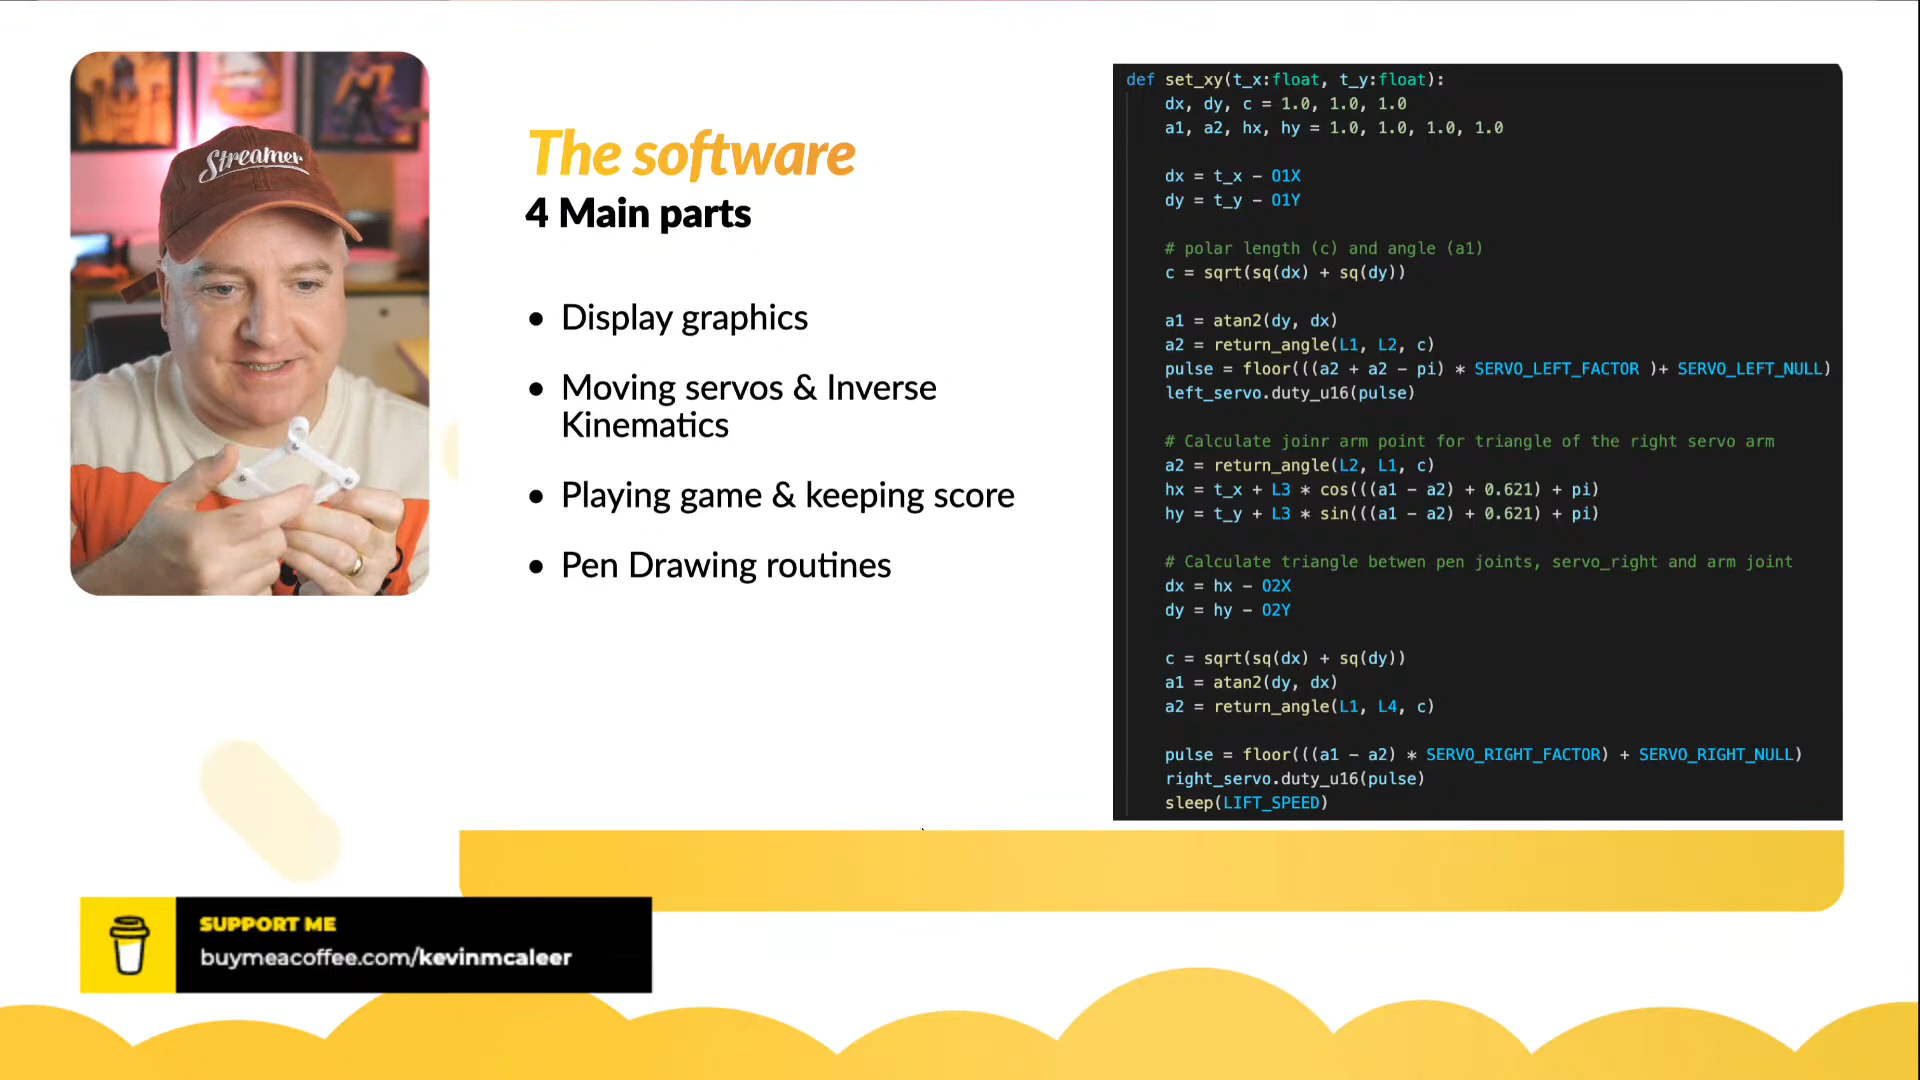 Streamer
The software
4 Main parts
• Display graphics
• Moving servos & Inverse
Kinematics
• Playing game & keeping score
• Pen Drawing routines
def set_xy(t_x:float, t_y:float):
dx, dy, c = 1.0, 1.0, 1.0
a1, a2, hx, hy = 1.0, 1.0, 1.0, 1.0
dx = t_x - O1X
dy = t_y - O1Y
# polar length (c) and angle (a1)
c = sqrt(sq(dx) + sq(dy))
a1 = atan2(dy, dx)
a2 = return_angle(L1, L2, c)
pulse = floor(((a2 + a2 - pi) * SERVO_LEFT_FACTOR )+ SERVO_LEFT_NULL)
left_servo.duty_u16(pulse)
# Calculate joinr arm point for triangle of the right servo arm
a2 = return_angle(L2, L1, c)
hx = t_x + L3 * cos(((a1 - a2) + 0.621) + pi)
hy = t_y + L3 * sin(((a1 - a2) + 0.621) + pi)
# Calculate triangle betwen pen joints, servo_right and arm joint
dx = hx - O2X
dy = hy - O2Y
c = sqrt(sq(dx) + sq(dy))
a1 = atan2(dy, dx)
a2 = return_angle(L1, L4, c)
pulse = floor(((a1 - a2) * SERVO_RIGHT_FACTOR) + SERVO_RIGHT_NULL)
right_servo.duty_u16(pulse)
sleep(LIFT_SPEED)
SUPPORT ME
buymeacoffee.com/kevinmcaleer